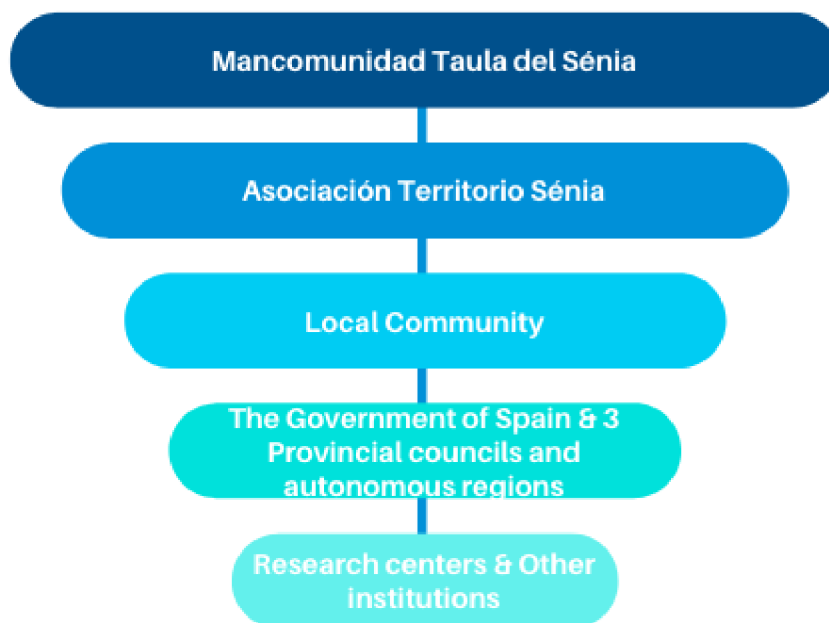 Mancomunidad Taula del Sénia
Asociación Territorio Sénia
Local Community
The Government of Spain & 3
Provincial councils and
autonomous regions
Research centers & Other
institutions